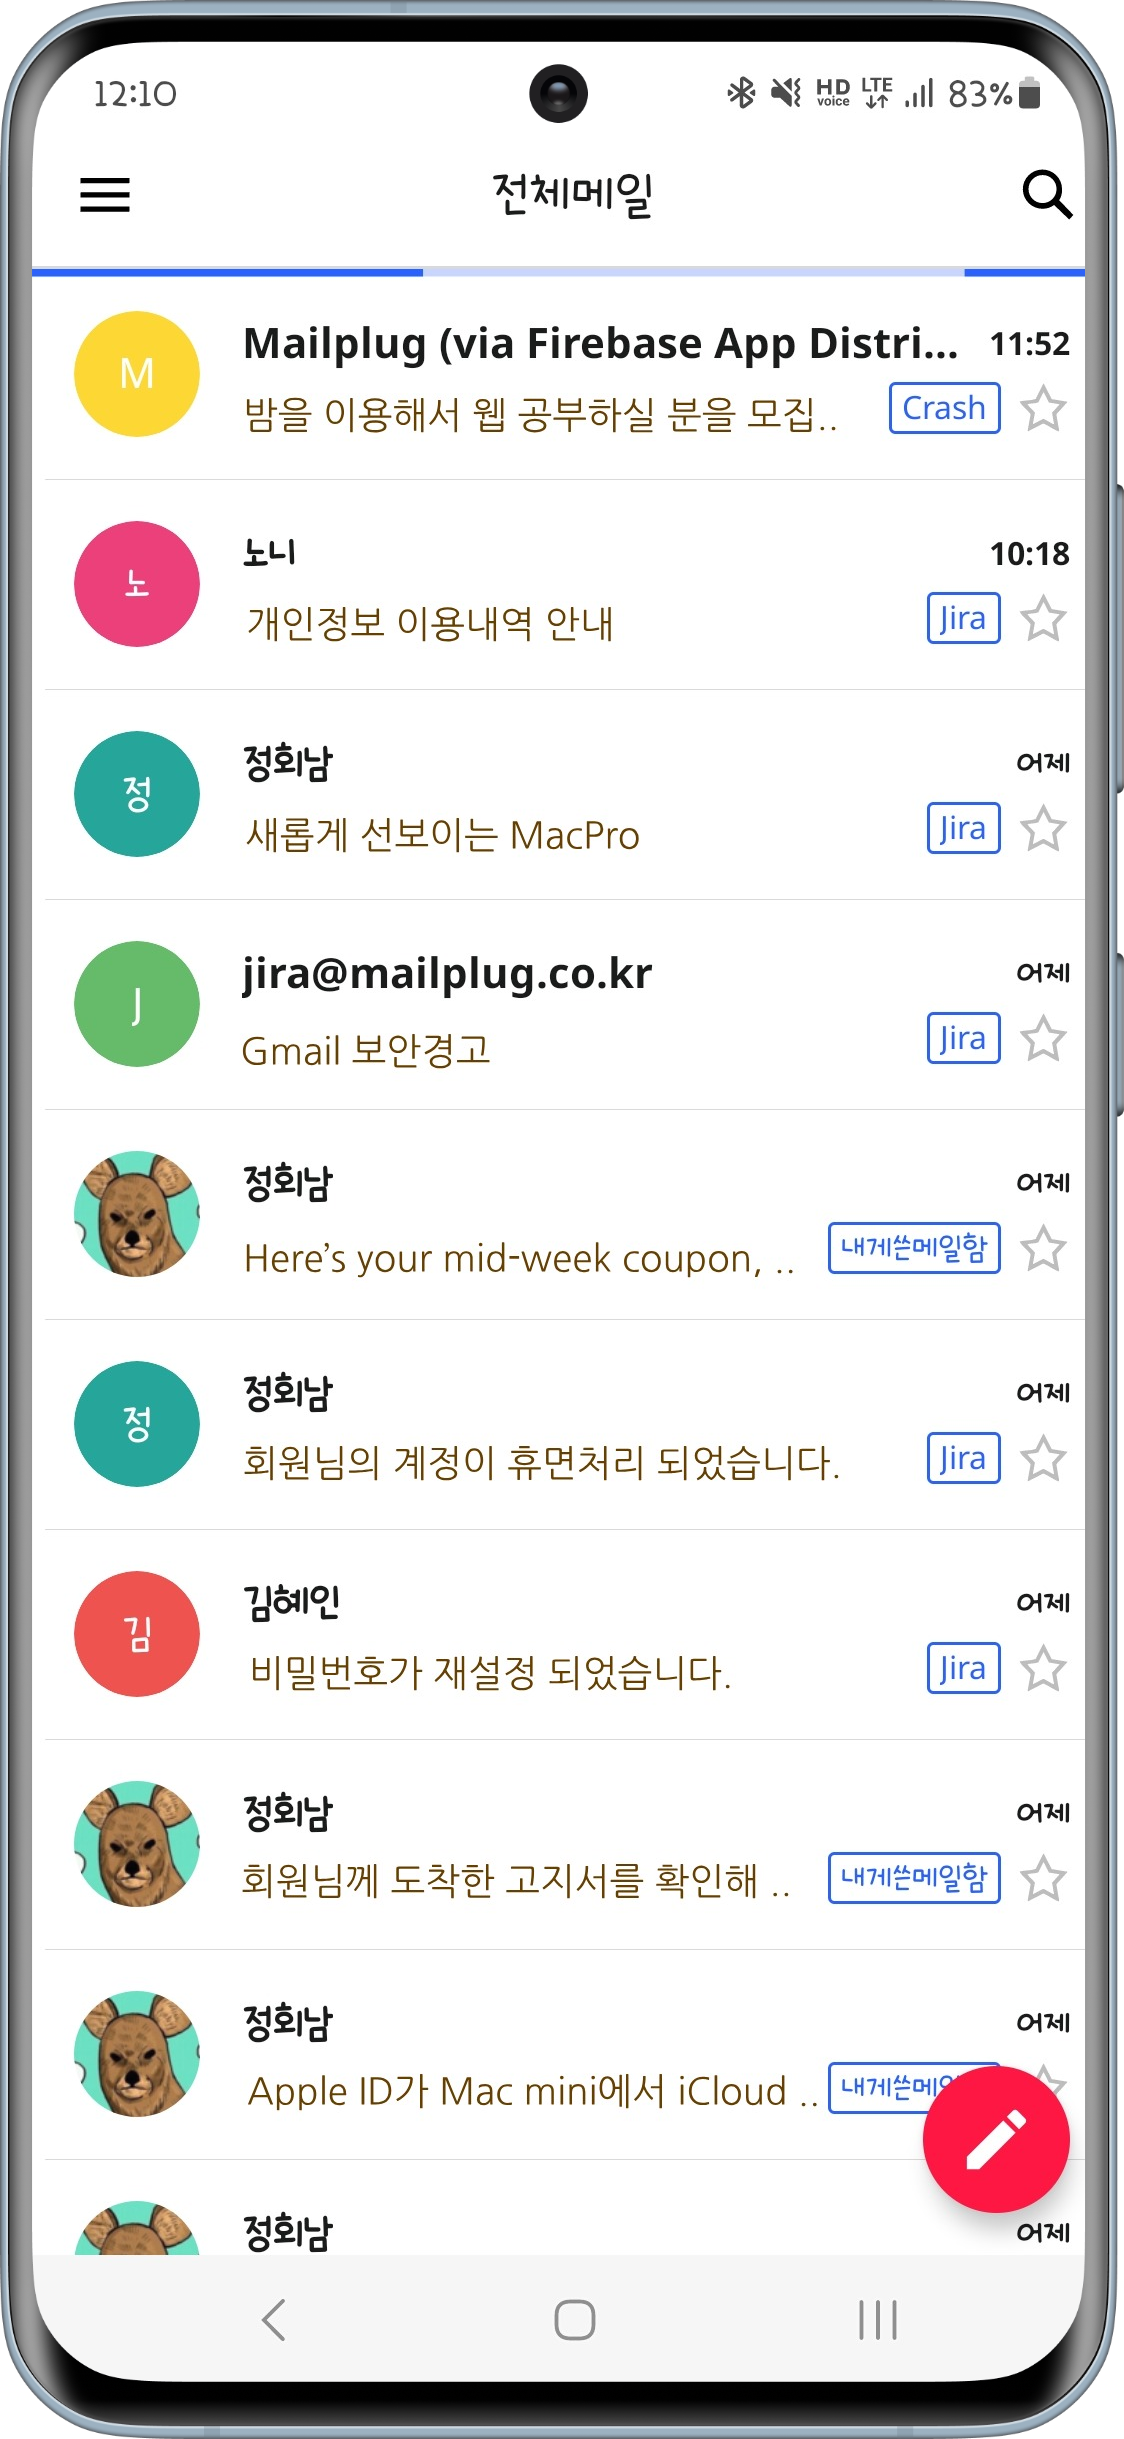 12:10 HD voice LTE 83%
전체메일
M Mailplug (via Firebase App Distri... 11:52
밤을 이용해서 웹 공부하실 분을 모집.. Crash
노 노니 10:18
개인정보 이용내역 안내 Jira
정 정회남 어제
새롭게 선보이는 MacPro Jira
J jira@mailplug.co.kr 어제
Gmail 보안경고 Jira
정회남 어제
Here’s your mid-week coupon, .. 내게쓴메일함
정 정회남 어제
회원님의 계정이 휴면처리 되었습니다. Jira
김 김혜인 어제
비밀번호가 재설정 되었습니다. Jira
정회남 어제
회원님께 도착한 고지서를 확인해 .. 내게쓴메일함
정회남 어제
Apple ID가 Mac mini에서 iCloud .. 내게쓴메일
정회남 어제